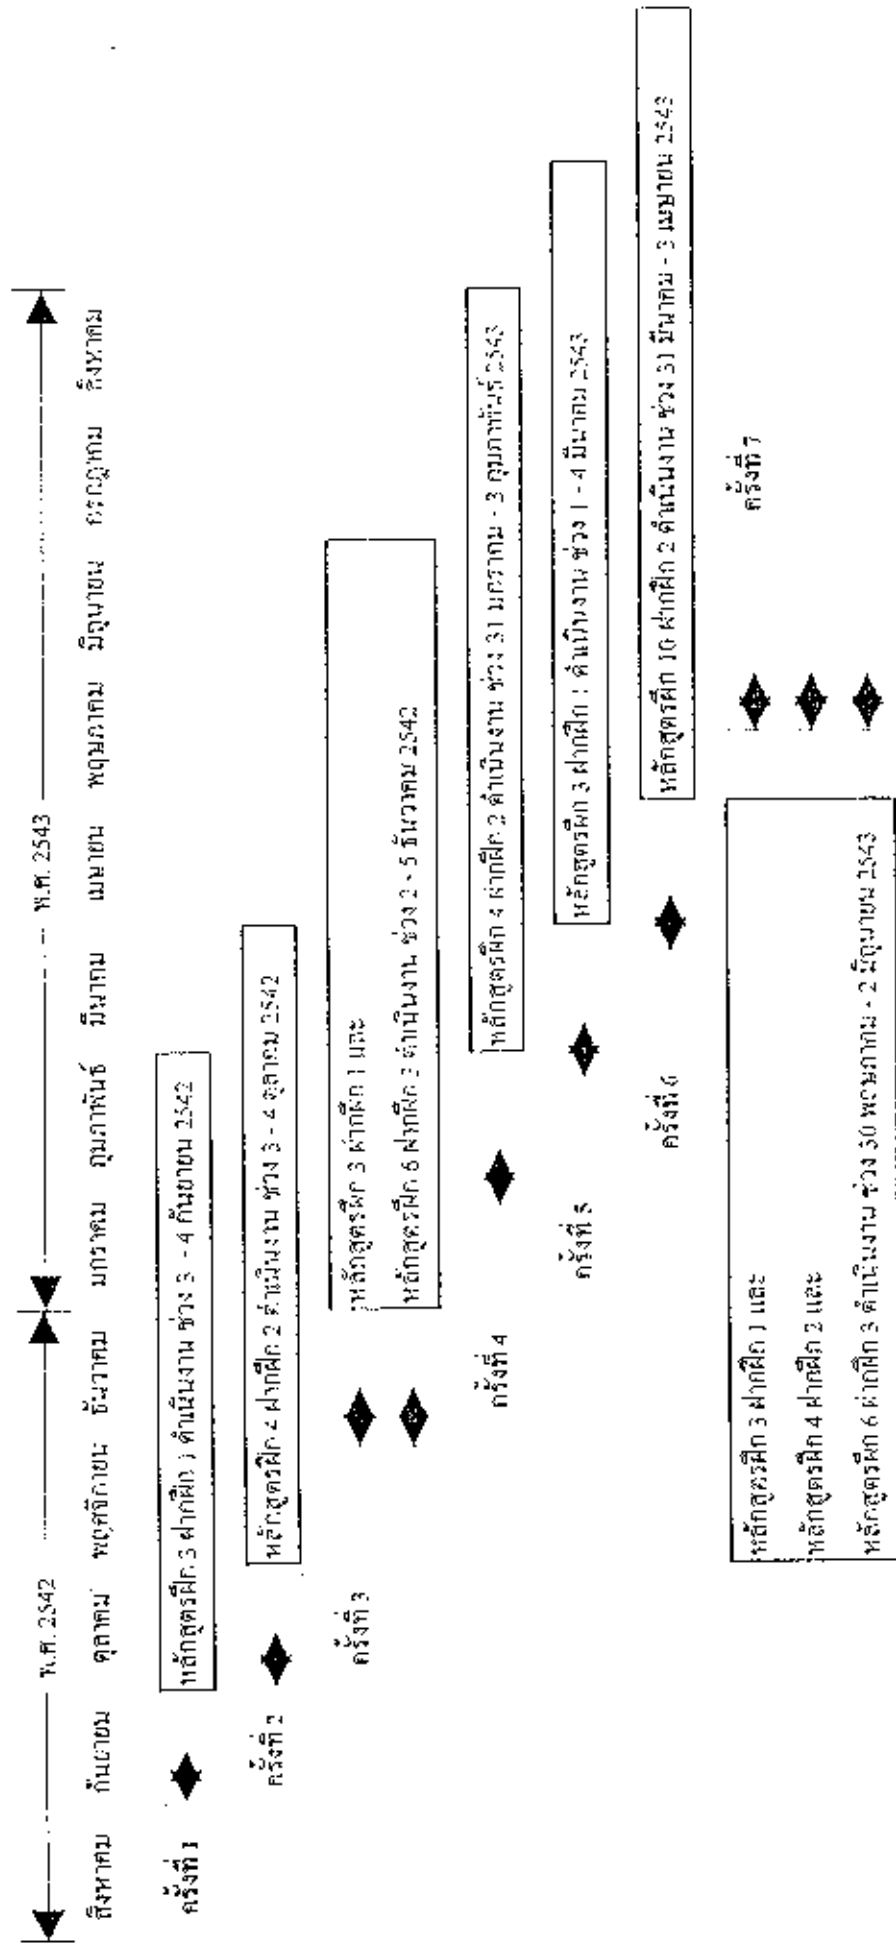 พ.ศ. 2542 พ.ศ. 2543
สิงหาคม กันยายน ตุลาคม พฤศจิกายน ธันวาคม มกราคม กุมภาพันธ์ มีนาคม เมษายน พฤษภาคม มิถุนายน กรกฎาคม สิงหาคม
ครั้งที่ 1
หลักสูตรฝึก 3 ฝากฝึก 1 ดำเนินงาน ช่วง 3 - 4 กันยายน 2542
ครั้งที่ 2
หลักสูตรฝึก 4 ฝากฝึก 2 ดำเนินงาน ช่วง 3 - 4 ตุลาคม 2542
ครั้งที่ 3
หลักสูตรฝึก 3 ฝากฝึก 1 และ
หลักสูตรฝึก 6 ฝากฝึก 3 ดำเนินงาน ช่วง 2 - 5 ธันวาคม 2542
ครั้งที่ 4
หลักสูตรฝึก 4 ฝากฝึก 2 ดำเนินงาน ช่วง 31 มกราคม - 3 กุมภาพันธ์ 2543
ครั้งที่ 5
หลักสูตรฝึก 3 ฝากฝึก 1 ดำเนินงาน ช่วง 1 - 4 มีนาคม 2543
ครั้งที่ 6
หลักสูตรฝึก 10 ฝากฝึก 2 ดำเนินงาน ช่วง 31 มีนาคม - 3 เมษายน 2543
ครั้งที่ 7
หลักสูตรฝึก 3 ฝากฝึก 1 และ
หลักสูตรฝึก 4 ฝากฝึก 2 และ
หลักสูตรฝึก 6 ฝากฝึก 3 ดำเนินงาน ช่วง 30 พฤษภาคม - 2 มิถุนายน 2543